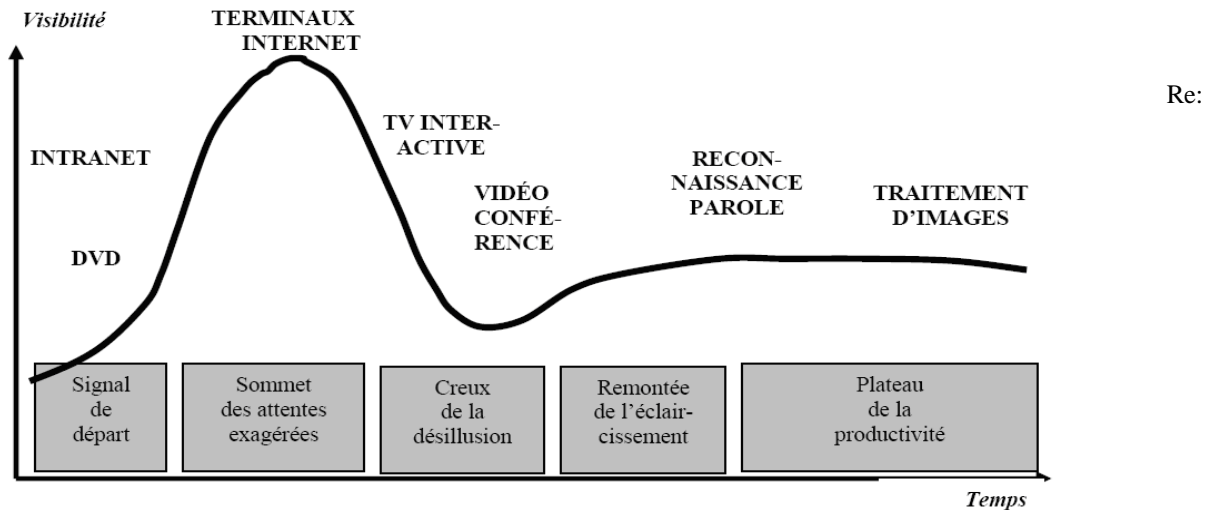 Visibilité
TERMINAUX
INTERNET
Re:
TV INTER-
ACTIVE
INTRANET
RECON-
NAISSANCE
PAROLE
VIDÉO
CONFÉ-
RENCE
TRAITEMENT
D’IMAGES
DVD
Signal
de
départ
Sommet
des attentes
exagérées
Creux
de la
désillusion
Remontée
de l’éclair-
cissement
Plateau
de la
productivité
Temps